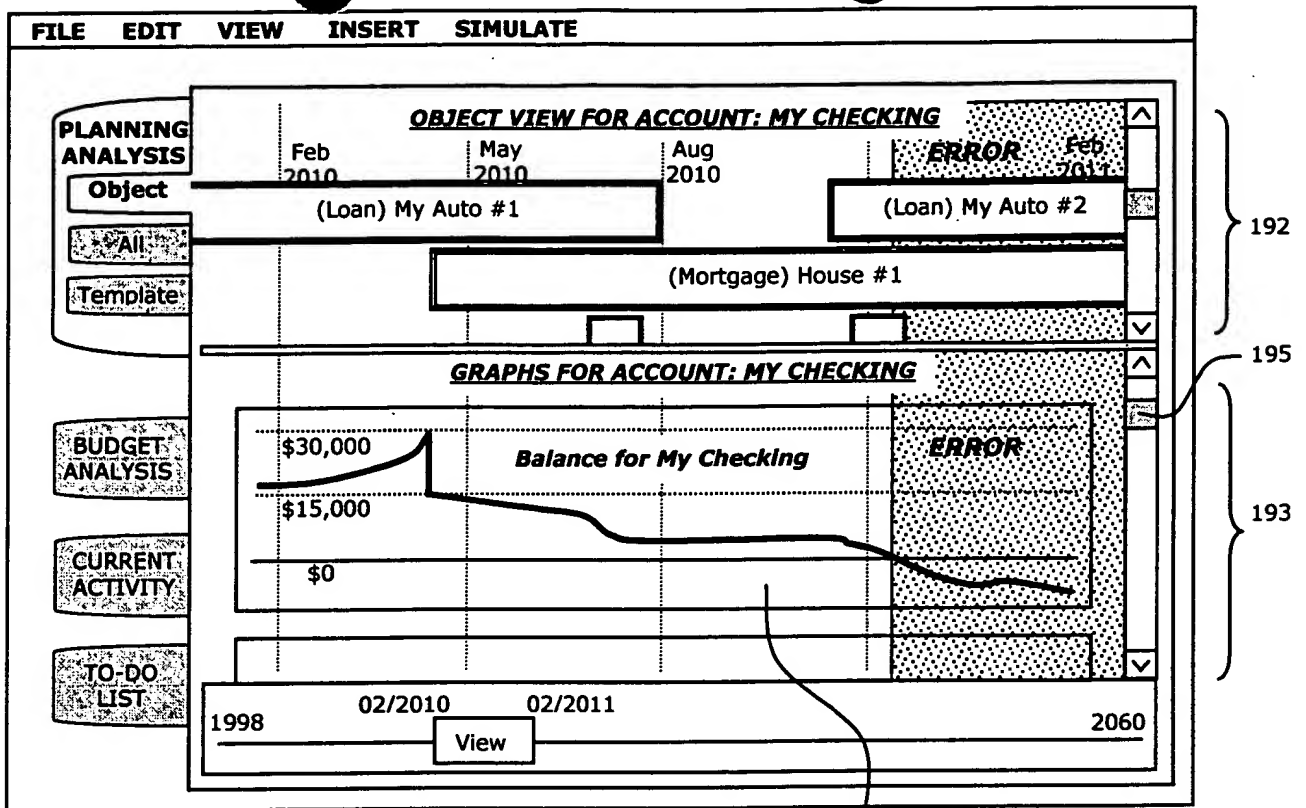 FILE EDIT VIEW INSERT SIMULATE
PLANNING
ANALYSIS
Object
All
Template
BUDGET
ANALYSIS
CURRENT
ACTIVITY
TO-DO
LIST
OBJECT VIEW FOR ACCOUNT: MY CHECKING
Feb
2010
May
2010
Aug
2010
ERROR
Feb
2011
(Loan) My Auto #1
(Loan) My Auto #2
(Mortgage) House #1
192
195
GRAPHS FOR ACCOUNT: MY CHECKING
$30,000
Balance for My Checking
ERROR
$15,000
$0
193
02/2010 02/2011
1998
View
2060